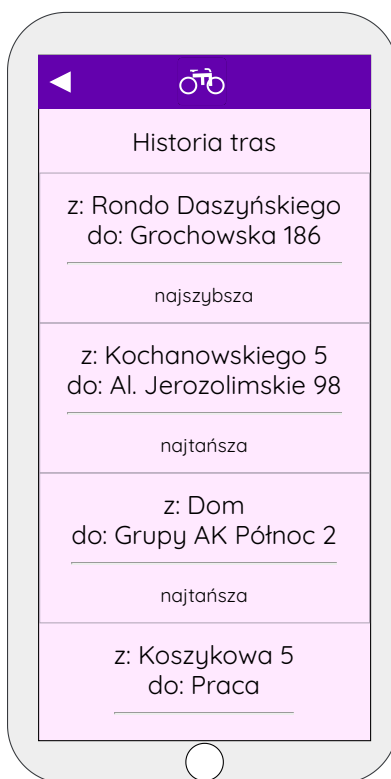 Historia tras
z: Rondo Daszyńskiego
do: Grochowska 186
najszybsza
z: Kochanowskiego 5
do: Al. Jerozolimskie 98
najtańsza
z: Dom
do: Grupy AK Północ 2
najtańsza
z: Koszykowa 5
do: Praca